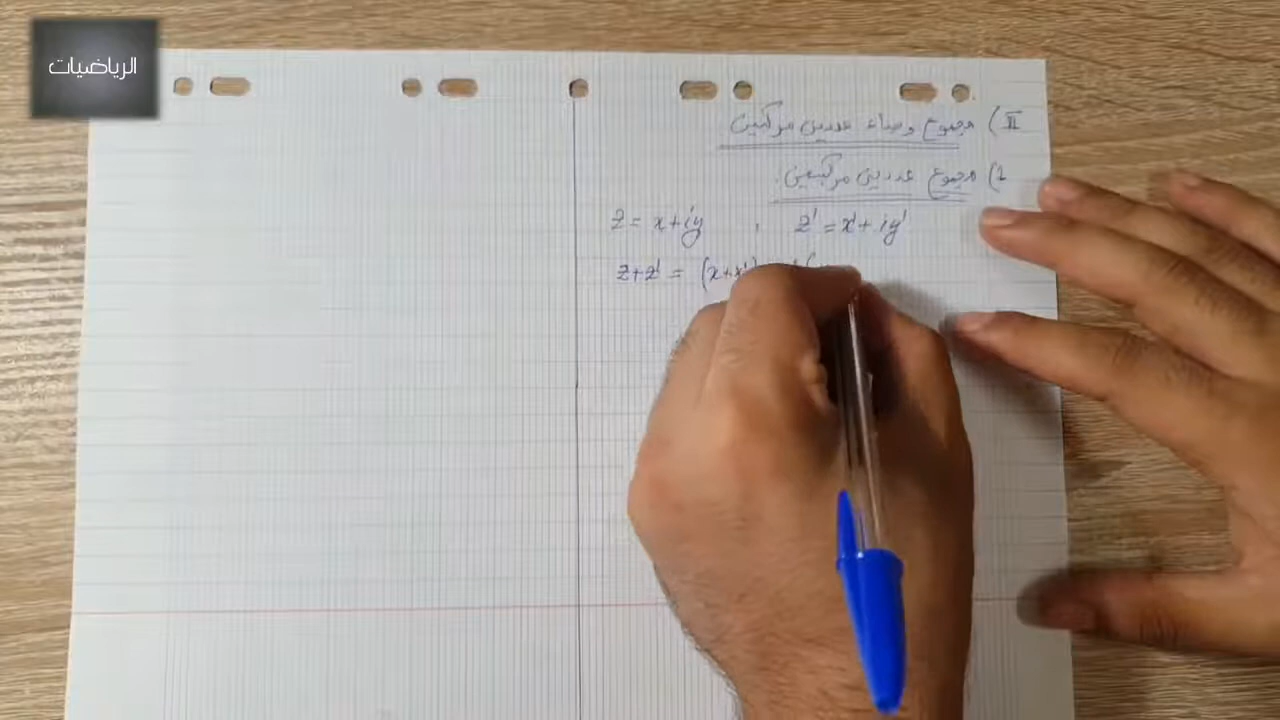 الرياضيات
II) مجموع وجداء عددين مركبين
1) مجموع عددين مركبين.
z = x+iy , z' = x'+iy'
z+z' = (x+x')